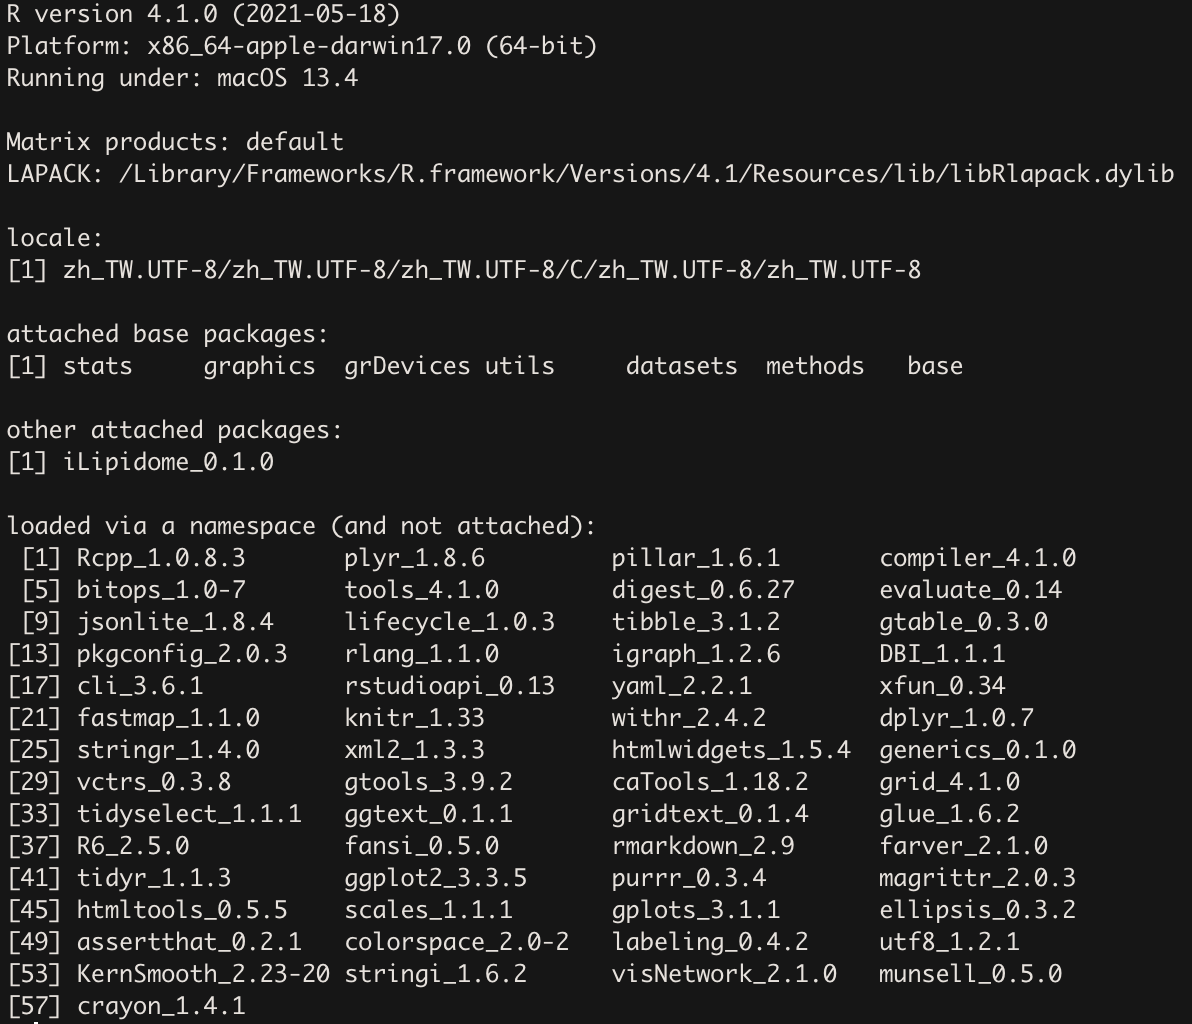 R version 4.1.0 (2021-05-18)
Platform: x86_64-apple-darwin17.0 (64-bit)
Running under: macOS 13.4

Matrix products: default
LAPACK: /Library/Frameworks/R.framework/Versions/4.1/Resources/lib/libRlapack.dylib

locale:
[1] zh_TW.UTF-8/zh_TW.UTF-8/zh_TW.UTF-8/C/zh_TW.UTF-8/zh_TW.UTF-8

attached base packages:
[1] stats     graphics  grDevices utils     datasets  methods   base

other attached packages:
[1] iLipidome_0.1.0

loaded via a namespace (and not attached):
 [1] Rcpp_1.0.8.3       plyr_1.8.6         pillar_1.6.1       compiler_4.1.0
 [5] bitops_1.0-7       tools_4.1.0        digest_0.6.27      evaluate_0.14
 [9] jsonlite_1.8.4     lifecycle_1.0.3    tibble_3.1.2       gtable_0.3.0
[13] pkgconfig_2.0.3    rlang_1.1.0        igraph_1.2.6       DBI_1.1.1
[17] cli_3.6.1          rstudioapi_0.13    yaml_2.2.1         xfun_0.34
[21] fastmap_1.1.0      knitr_1.33         withr_2.4.2        dplyr_1.0.7
[25] stringr_1.4.0      xml2_1.3.3         htmlwidgets_1.5.4  generics_0.1.0
[29] vctrs_0.3.8        gtools_3.9.2       caTools_1.18.2     grid_4.1.0
[33] tidyselect_1.1.1   ggtext_0.1.1       gridtext_0.1.4     glue_1.6.2
[37] R6_2.5.0           fansi_0.5.0        rmarkdown_2.9      farver_2.1.0
[41] tidyr_1.1.3        ggplot2_3.3.5      purrr_0.3.4        magrittr_2.0.3
[45] htmltools_0.5.5    scales_1.1.1       gplots_3.1.1       ellipsis_0.3.2
[49] assertthat_0.2.1   colorspace_2.0-2   labeling_0.4.2     utf8_1.2.1
[53] KernSmooth_2.23-20 stringi_1.6.2      visNetwork_2.1.0   munsell_0.5.0
[57] crayon_1.4.1